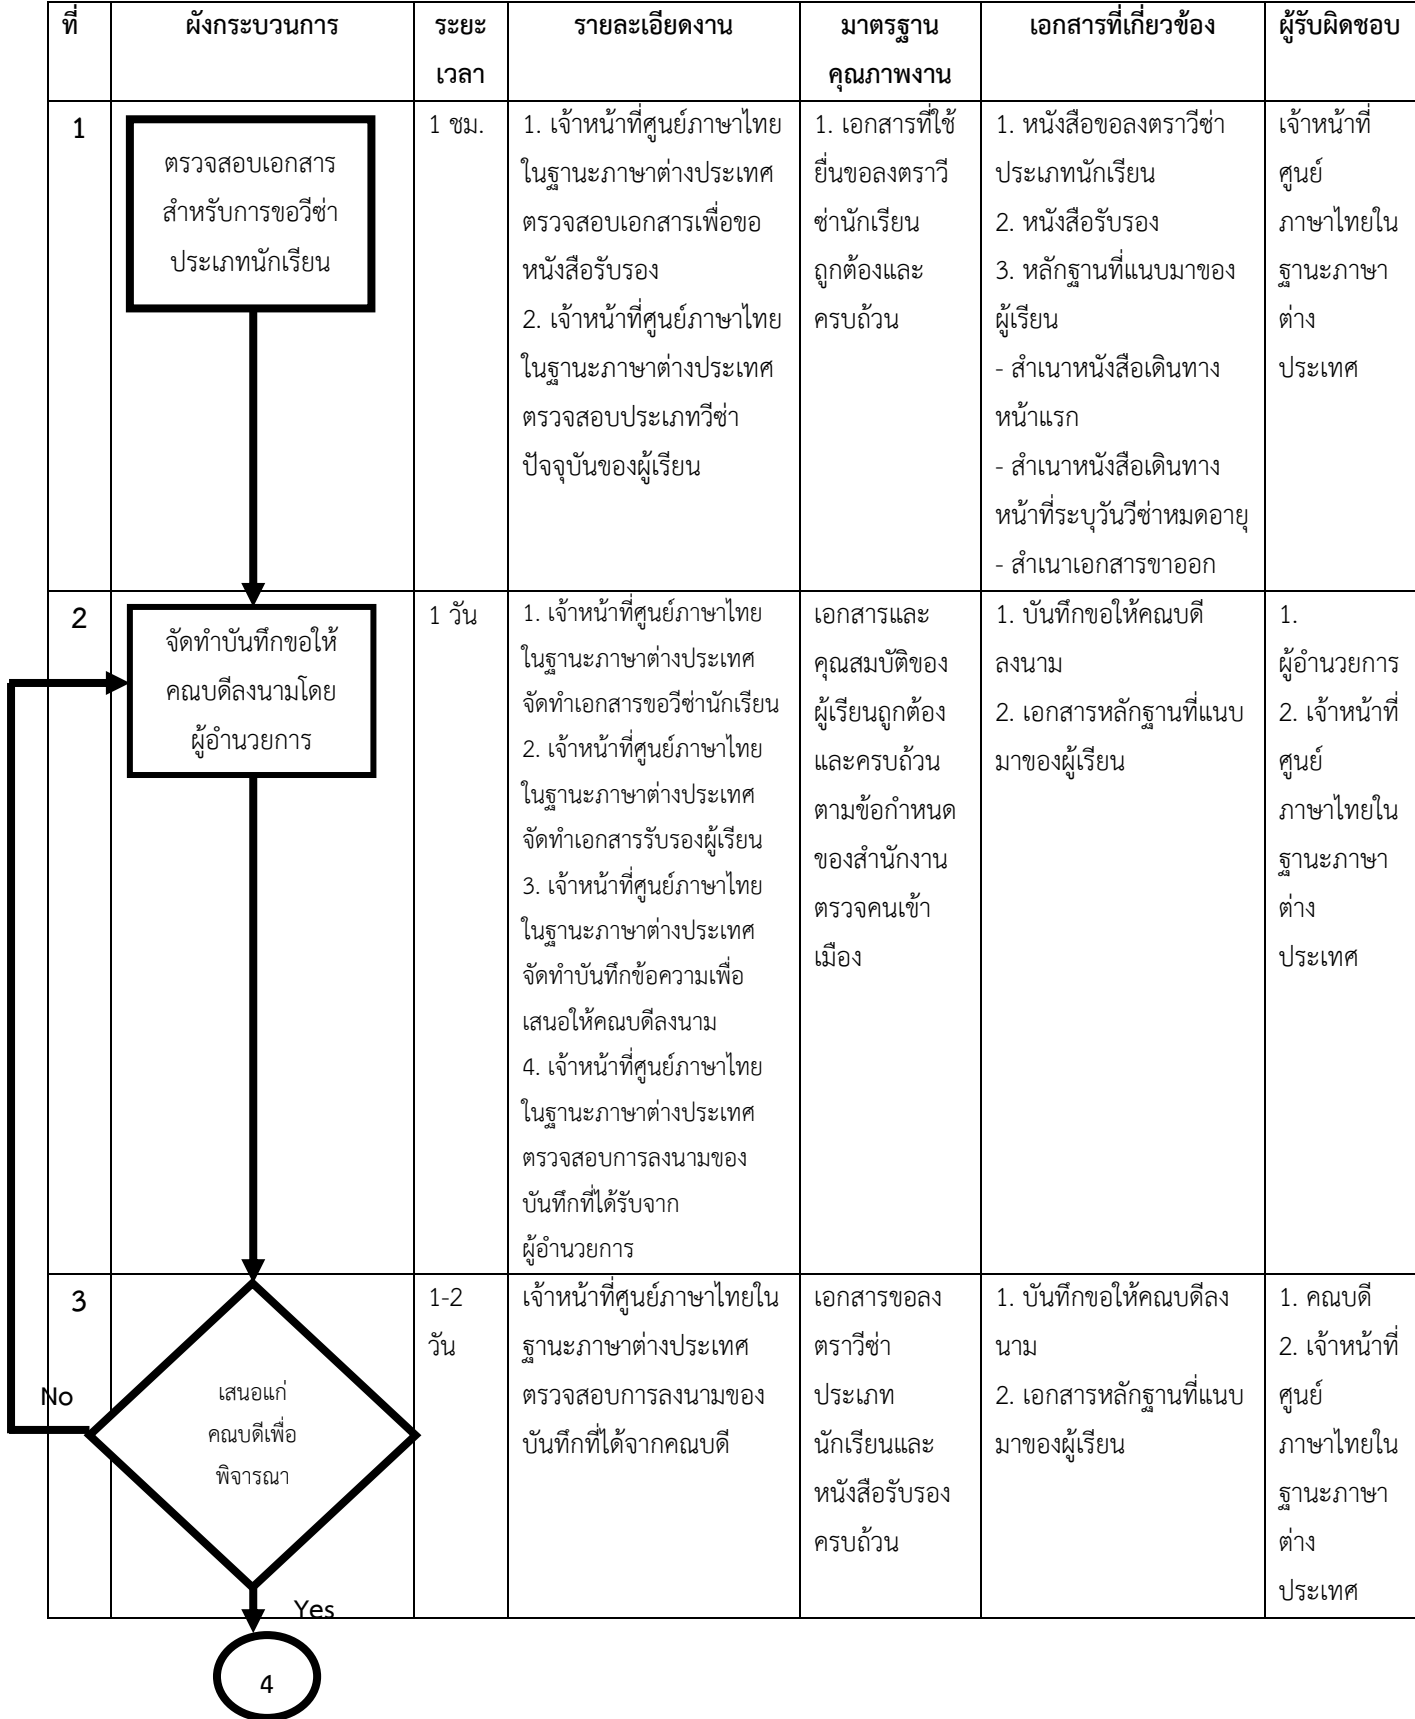 ที่
ผังกระบวนการ
ระยะ
เวลา
รายละเอียดงาน
มาตรฐาน
คุณภาพงาน
เอกสารที่เกี่ยวข้อง
ผู้รับผิดชอบ
1
ตรวจสอบเอกสาร
สำหรับการขอวีซ่า
ประเภทนักเรียน
1 ชม.
1. เจ้าหน้าที่ศูนย์ภาษาไทย
ในฐานะภาษาต่างประเทศ
ตรวจสอบเอกสารเพื่อขอ
หนังสือรับรอง
2. เจ้าหน้าที่ศูนย์ภาษาไทย
ในฐานะภาษาต่างประเทศ
ตรวจสอบประเภทวีซ่า
ปัจจุบันของผู้เรียน
1. เอกสารที่ใช้
ยื่นขอลงตราวี
ซ่านักเรียน
ถูกต้องและ
ครบถ้วน
1. หนังสือขอลงตราวีซ่า
ประเภทนักเรียน
2. หนังสือรับรอง
3. หลักฐานที่แนบมาของ
ผู้เรียน
- สำเนาหนังสือเดินทาง
หน้าแรก
- สำเนาหนังสือเดินทาง
หน้าที่ระบุวันวีซ่าหมดอายุ
- สำเนาเอกสารขาออก
เจ้าหน้าที่
ศูนย์
ภาษาไทยใน
ฐานะภาษา
ต่าง
ประเทศ
2
จัดทำบันทึกขอให้
คณบดีลงนามโดย
ผู้อำนวยการ
1 วัน
1. เจ้าหน้าที่ศูนย์ภาษาไทย
ในฐานะภาษาต่างประเทศ
จัดทำเอกสารขอวีซ่านักเรียน
2. เจ้าหน้าที่ศูนย์ภาษาไทย
ในฐานะภาษาต่างประเทศ
จัดทำเอกสารรับรองผู้เรียน
3. เจ้าหน้าที่ศูนย์ภาษาไทย
ในฐานะภาษาต่างประเทศ
จัดทำบันทึกข้อความเพื่อ
เสนอให้คณบดีลงนาม
4. เจ้าหน้าที่ศูนย์ภาษาไทย
ในฐานะภาษาต่างประเทศ
ตรวจสอบการลงนามของ
บันทึกที่ได้รับจาก
ผู้อำนวยการ
เอกสารและ
คุณสมบัติของ
ผู้เรียนถูกต้อง
และครบถ้วน
ตามข้อกำหนด
ของสำนักงาน
ตรวจคนเข้า
เมือง
1. บันทึกขอให้คณบดี
ลงนาม
2. เอกสารหลักฐานที่แนบ
มาของผู้เรียน
1.
ผู้อำนวยการ
2. เจ้าหน้าที่
ศูนย์
ภาษาไทยใน
ฐานะภาษา
ต่าง
ประเทศ
3
No
เสนอแก่
คณบดีเพื่อ
พิจารณา
Yes
1-2
วัน
เจ้าหน้าที่ศูนย์ภาษาไทยใน
ฐานะภาษาต่างประเทศ
ตรวจสอบการลงนามของ
บันทึกที่ได้จากคณบดี
เอกสารขอลง
ตราวีซ่า
ประเภท
นักเรียนและ
หนังสือรับรอง
ครบถ้วน
1. บันทึกขอให้คณบดีลง
นาม
2. เอกสารหลักฐานที่แนบ
มาของผู้เรียน
1. คณบดี
2. เจ้าหน้าที่
ศูนย์
ภาษาไทยใน
ฐานะภาษา
ต่าง
ประเทศ
4